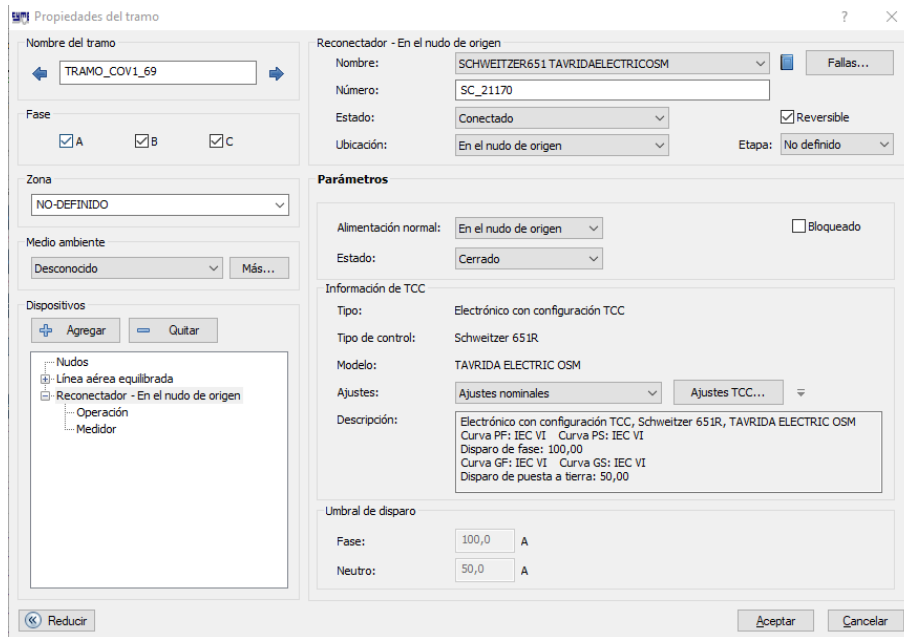 Propiedades del tramo
Nombre del tramo
TRAMO_COV1_69
Fase
A B C
Zona
NO-DEFINIDO
Medio ambiente
Desconocido Más...
Dispositivos
Agregar Quitar
Nudos
Línea aérea equilibrada
Reconectador - En el nudo de origen
Operación
Medidor
Reconectador - En el nudo de origen
Nombre: SCHWEITZER651 TAVRIDAELECTRICOSM Fallas...
Número: SC_21170
Estado: Conectado Reversible
Ubicación: En el nudo de origen Etapa: No definido
Parámetros
Alimentación normal: En el nudo de origen Bloqueado
Estado: Cerrado
Información de TCC
Tipo: Electrónico con configuración TCC
Tipo de control: Schweitzer 651R
Modelo: TAVRIDA ELECTRIC OSM
Ajustes: Ajustes nominales Ajustes TCC...
Descripción: Electrónico con configuración TCC, Schweitzer 651R, TAVRIDA ELECTRIC OSM
Curva PF: IEC VI Curva PS: IEC VI
Disparo de fase: 100,00
Curva GF: IEC VI Curva GS: IEC VI
Disparo de puesta a tierra: 50,00
Umbral de disparo
Fase: 100,0 A
Neutro: 50,0 A
Reducir Aceptar Cancelar